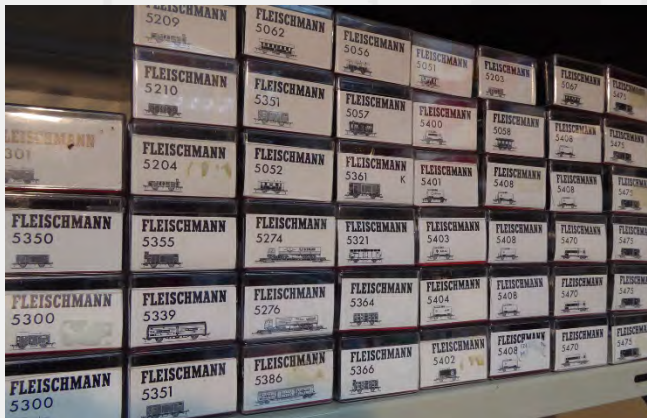 LEISCHMANN
301
FLEISCHMANN
5350
FLEISCHMANN
5300
FLEISCHMANN
5300
FLEISCHMANN
5209
FLEISCHMANN
5210
FLEISCHMANN
5204
FLEISCHMANN
5355
FLEISCHMANN
5339
FLEISCHMANN
5351
FLEISCHMANN
5062
FLEISCHMANN
5351
FLEISCHMANN
5052
FLEISCHMANN
5274
FLEISCHMANN
5276
FLEISCHMANN
5386
FLEISCHMANN
5056
FLEISCHMANN
5057
FLEISCHMANN
5361 K
FLEISCHMANN
5321
FLEISCHMANN
5364
FLEISCHMANN
5366
FLEISCHMANN
5051
FLEISCHMANN
5400
FLEISCHMANN
5401
FLEISCHMANN
5403
FLEISCHMANN
5404
FLEISCHMANN
5402
FLEISCHMANN
5203
FLEISCHMANN
5058
FLEISCHMANN
5408
FLEISCHMANN
5408
FLEISCHMANN
5408
FLEISCHMANN
5408
FLEISCHMANN
5067
FLEISCHMANN
5408
FLEISCHMANN
5408
FLEISCHMANN
5470
FLEISCHMANN
5470
FLEISCHMANN
5470
FLEISCHMANN
5475
FLEISCHMANN
5475
FLEISCHMANN
5475
FLEISCHMANN
5475
FLEISCHMANN
5475
FLEISCHMANN
5475